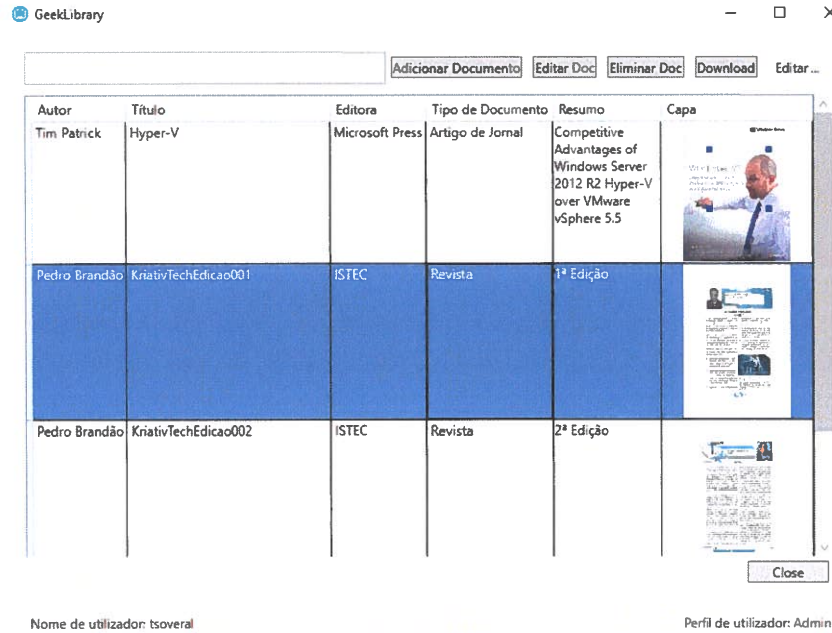 GeekLibrary
Adicionar Documento Editar Doc Eliminar Doc Download Editar ...
Autor Título Editora Tipo de Documento Resumo Capa
Tim Patrick Hyper-V Microsoft Press Artigo de Jornal Competitive
Advantages of
Windows Server
2012 R2 Hyper-V
over VMware
vSphere 5.5
Pedro Brandão KriativTechEdicao001 ISTEC Revista 1ª Edição
Pedro Brandão KriativTechEdicao002 ISTEC Revista 2ª Edição
Close
Nome de utilizador: tsoveral Perfil de utilizador: Admin